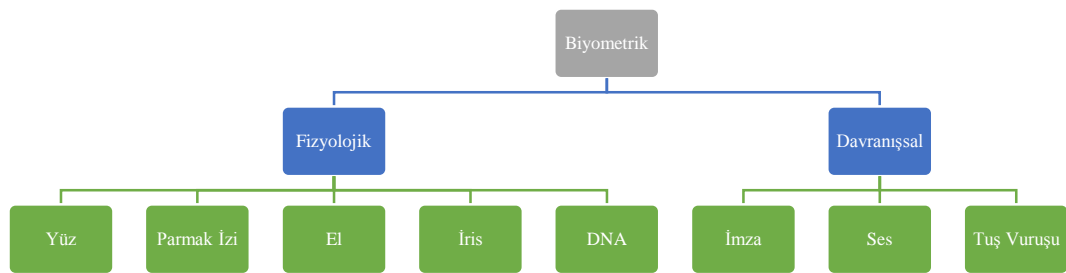 Biyometrik
Fizyolojik
Davranışsal
Yüz
Parmak İzi
El
İris
DNA
İmza
Ses
Tuş Vuruşu